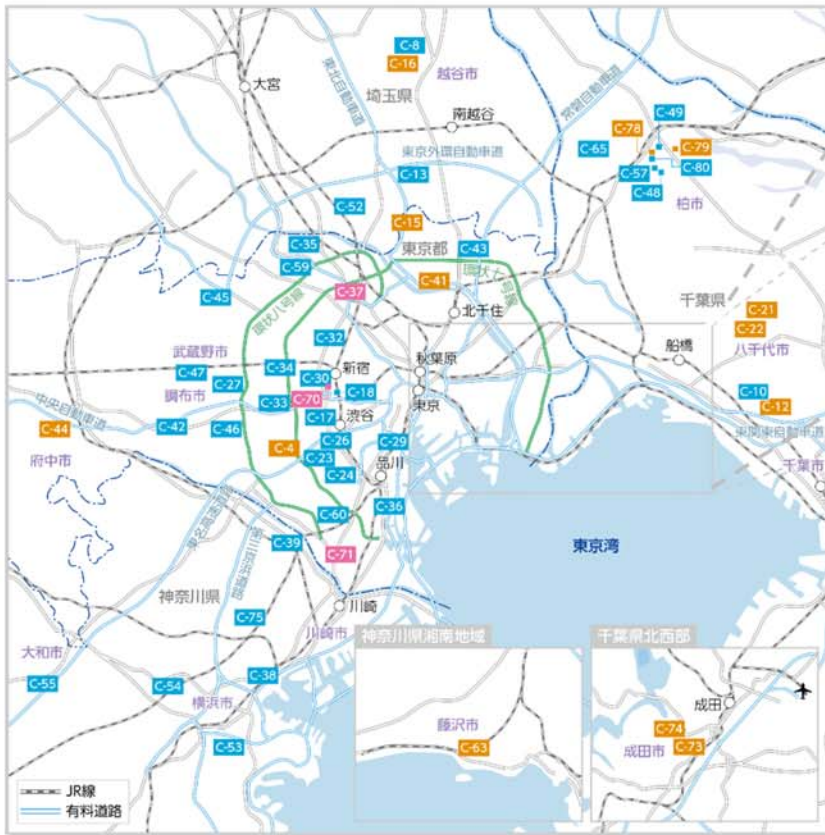 C-8
C-16
越谷市
大宮
東北自動車道
埼玉県
南越谷
常磐自動車道
C-49
C-78
C-65
C-79
C-80
C-57
C-48
柏市
東京外環自動車道
C-13
C-52
C-15
C-35
東京都
C-43
C-59
環状七号線
C-41
C-37
C-45
環状八号線
北千住
千葉県
C-21
C-22
八千代市
C-32
武蔵野市
船橋
C-47
C-34
新宿
秋葉原
C-27
C-30
C-18
C-10
調布市
C-33
C-70
東京
C-12
中央自動車道
C-17
渋谷
東関東自動車道
C-44
C-42
C-46
C-26
C-29
C-4
C-23
品川
府中市
C-24
千葉市
東名高速道路
C-60
C-36
第三京浜道路
C-39
C-71
東京湾
神奈川県
川崎
C-75
川崎市
大和市
神奈川県湘南地域
千葉県北西部
C-55
C-54
C-38
横浜市
成田
藤沢市
C-74
C-53
C-63
成田市
C-73
JR線
有料道路